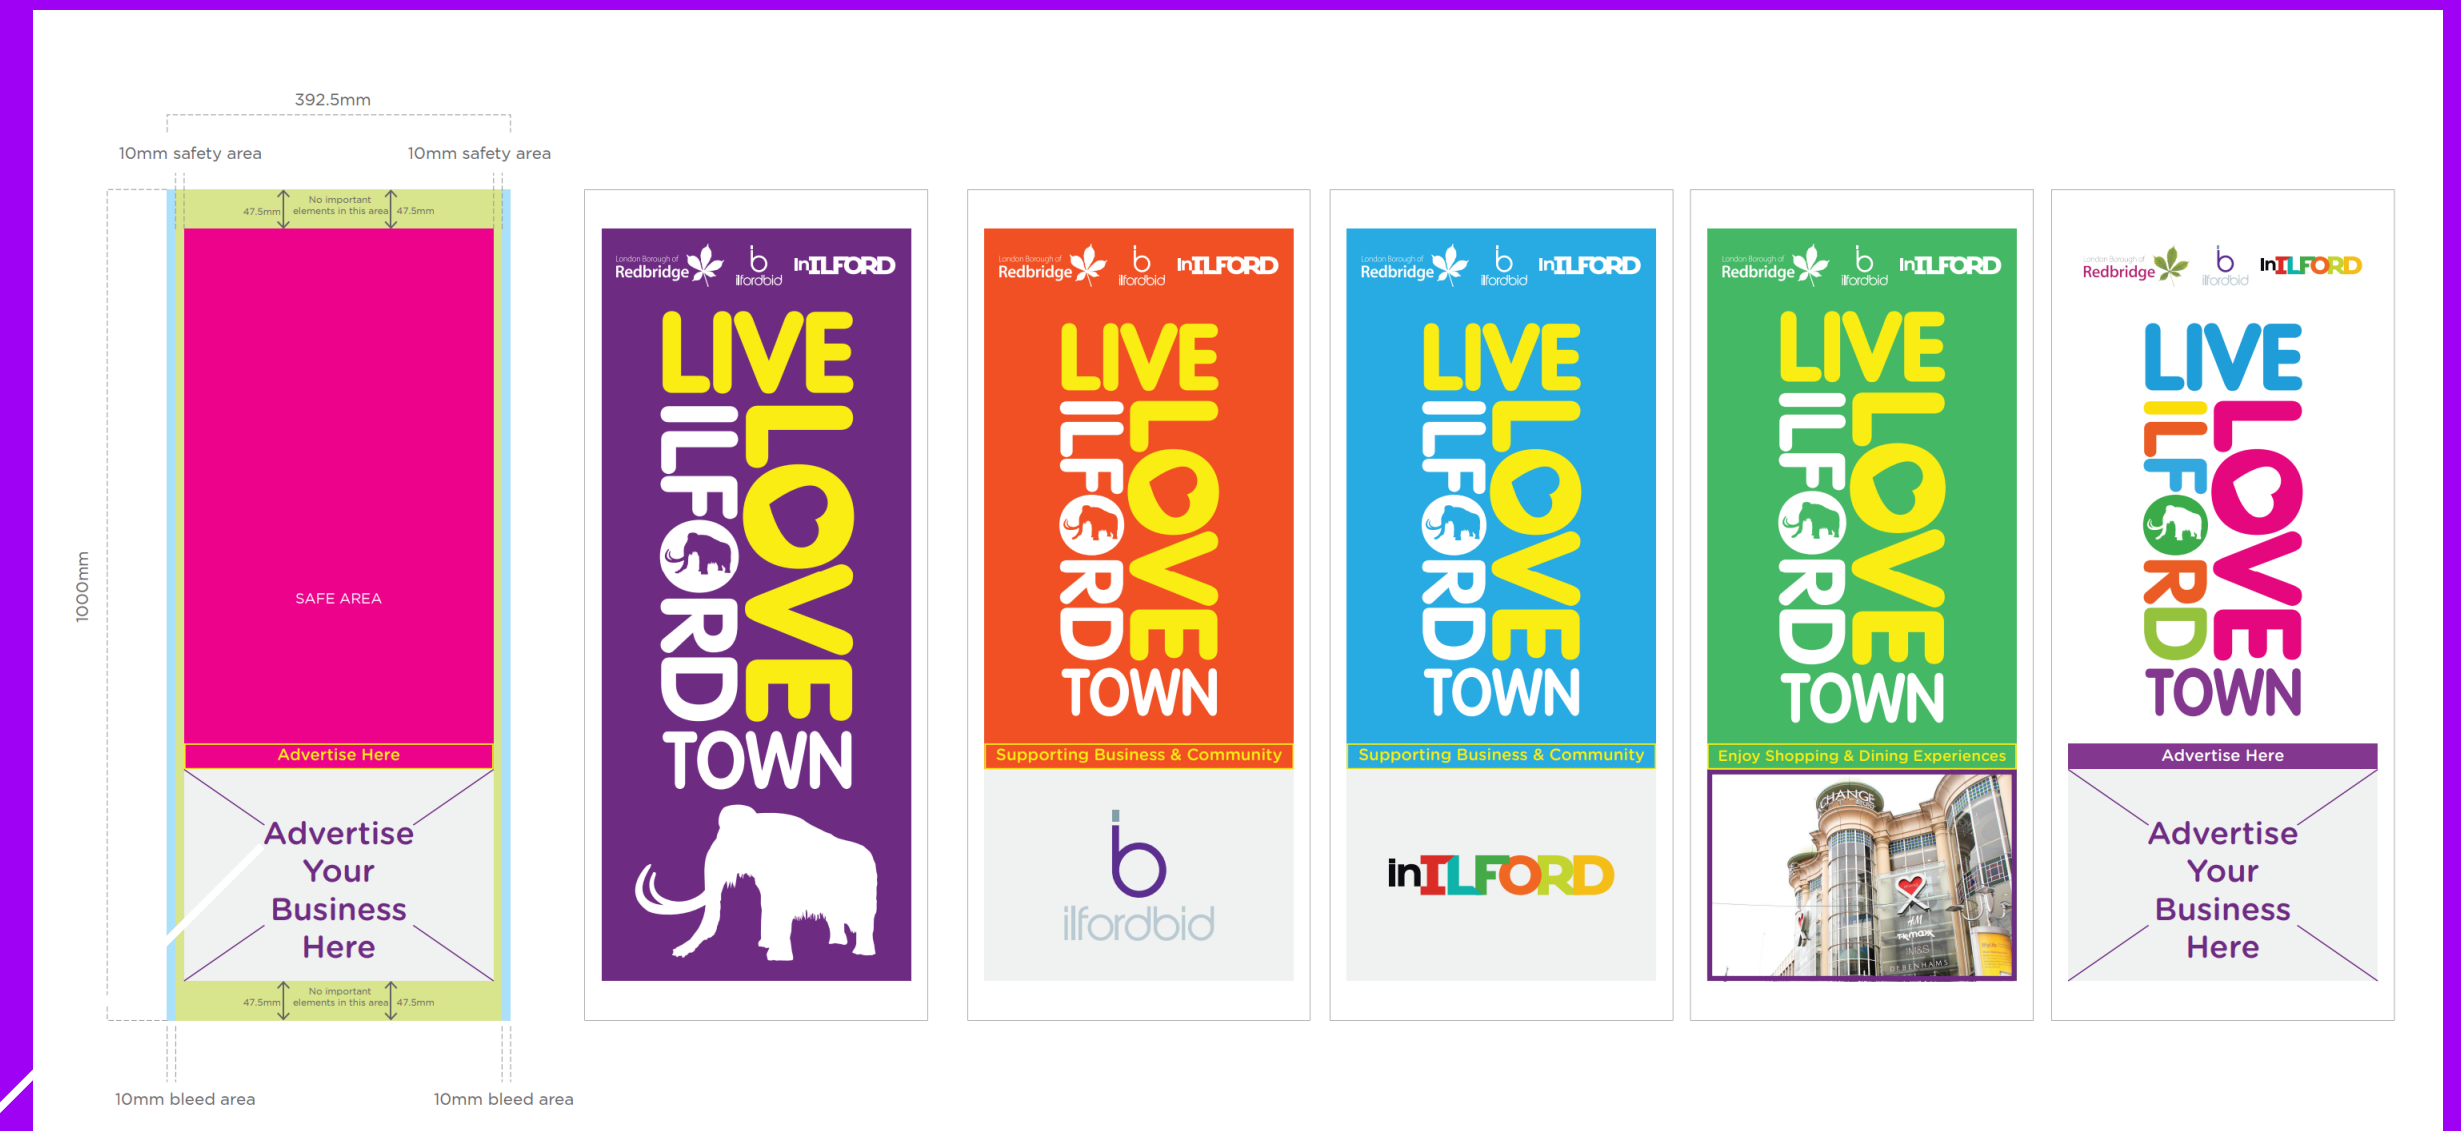 392.5mm
10mm safety area
10mm safety area
1000mm
47.5mm
No important
elements in this area
47.5mm
SAFE AREA
Advertise Here
Advertise
Your
Business
Here
47.5mm
No important
elements in this area
47.5mm
10mm bleed area
10mm bleed area
London Borough of
Redbridge
ilfordbid
InILFORD
LIVE
ILFORD
LOVE
TOWN
London Borough of
Redbridge
ilfordbid
InILFORD
LIVE
ILFORD
LOVE
TOWN
Supporting Business & Community
ilfordbid
London Borough of
Redbridge
ilfordbid
InILFORD
LIVE
ILFORD
LOVE
TOWN
Supporting Business & Community
inILFORD
London Borough of
Redbridge
ilfordbid
InILFORD
LIVE
ILFORD
LOVE
TOWN
Enjoy Shopping & Dining Experiences
XCHANGE
H&M
TK maxx
M&S
DEBENHAMS
London Borough of
Redbridge
ilfordbid
InILFORD
LIVE
ILFORD
LOVE
TOWN
Advertise Here
Advertise
Your
Business
Here